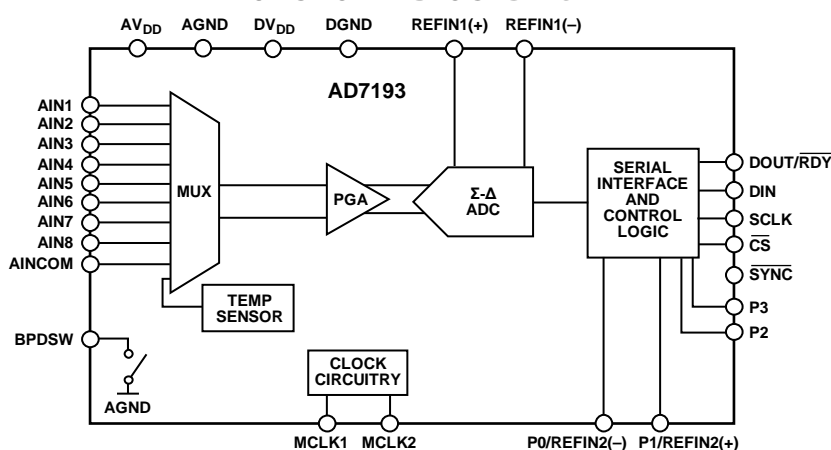 AVDD AGND DVDD DGND REFIN1(+) REFIN1(–)
AD7193
AIN1
AIN2
AIN3
AIN4
AIN5
AIN6
AIN7
AIN8
AINCOM
MUX
PGA
Σ-Δ
ADC
SERIAL
INTERFACE
AND
CONTROL
LOGIC
DOUT/RDY
DIN
SCLK
CS
SYNC
P3
P2
TEMP
SENSOR
BPDSW
AGND
CLOCK
CIRCUITRY
MCLK1 MCLK2 P0/REFIN2(–) P1/REFIN2(+)